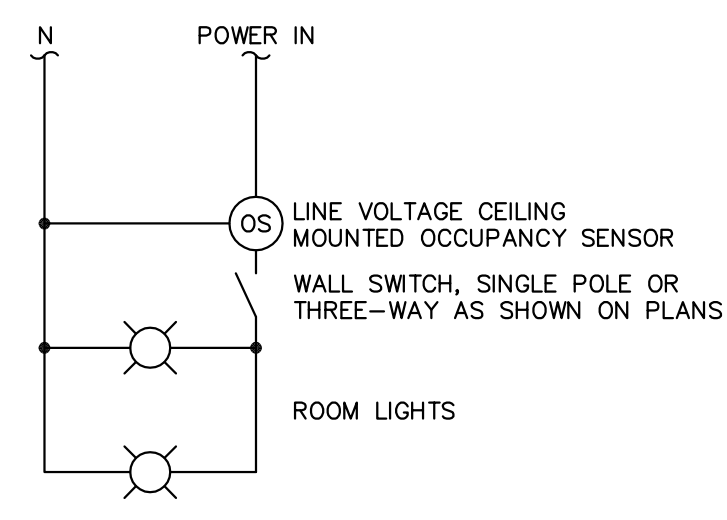 N
POWER IN
OS
LINE VOLTAGE CEILING
MOUNTED OCCUPANCY SENSOR
WALL SWITCH, SINGLE POLE OR
THREE-WAY AS SHOWN ON PLANS
ROOM LIGHTS